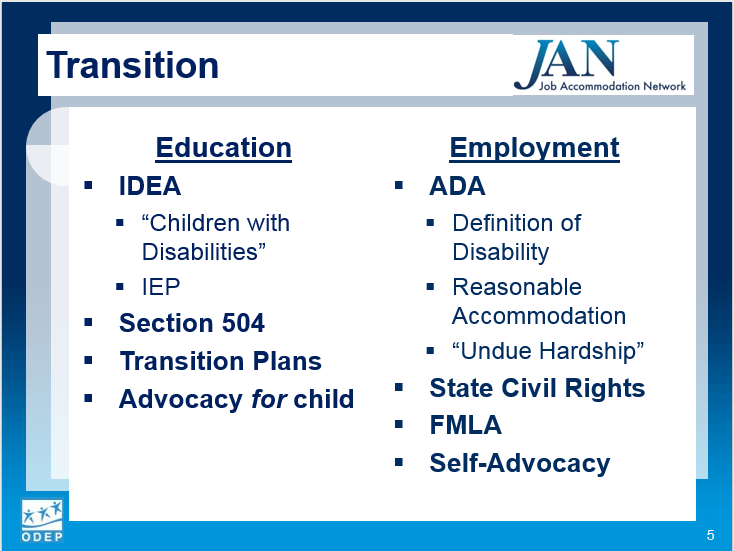 Transition
JAN
Job Accommodation Network
Education
▪ IDEA
▪ “Children with
Disabilities”
▪ IEP
▪ Section 504
▪ Transition Plans
▪ Advocacy for child
Employment
▪ ADA
▪ Definition of
Disability
▪ Reasonable
Accommodation
▪ “Undue Hardship”
▪ State Civil Rights
▪ FMLA
▪ Self-Advocacy
ODEP
5